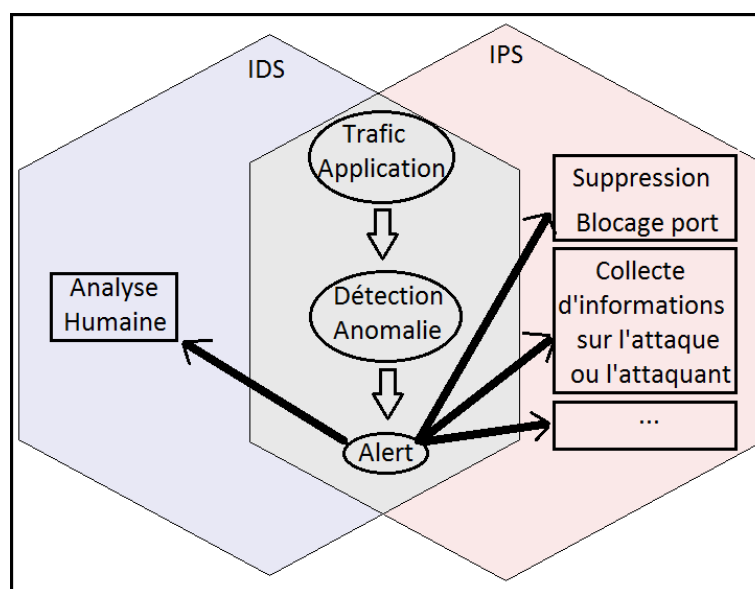 IDS
IPS
Trafic
Application
Suppression
Blocage port
Analyse
Humaine
Détection
Anomalie
Collecte
d'informations
sur l'attaque
ou l'attaquant
Alert
...